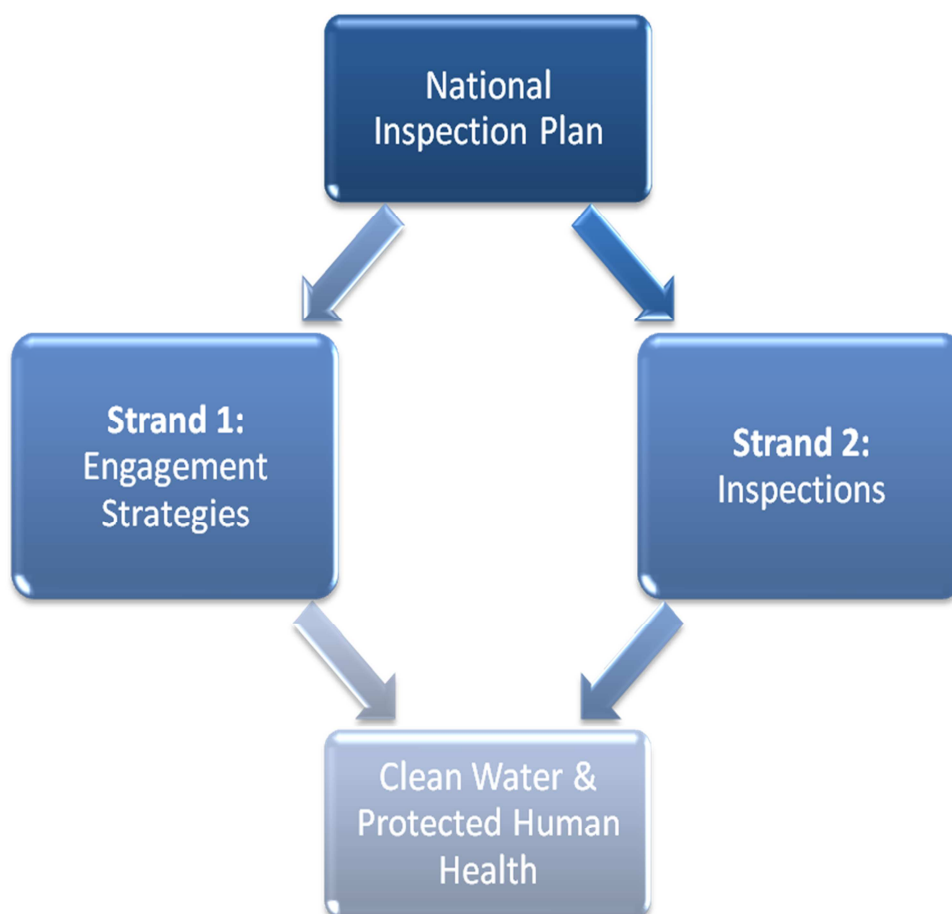 National
Inspection Plan
Strand 1:
Engagement
Strategies
Strand 2:
Inspections
Clean Water &
Protected Human
Health